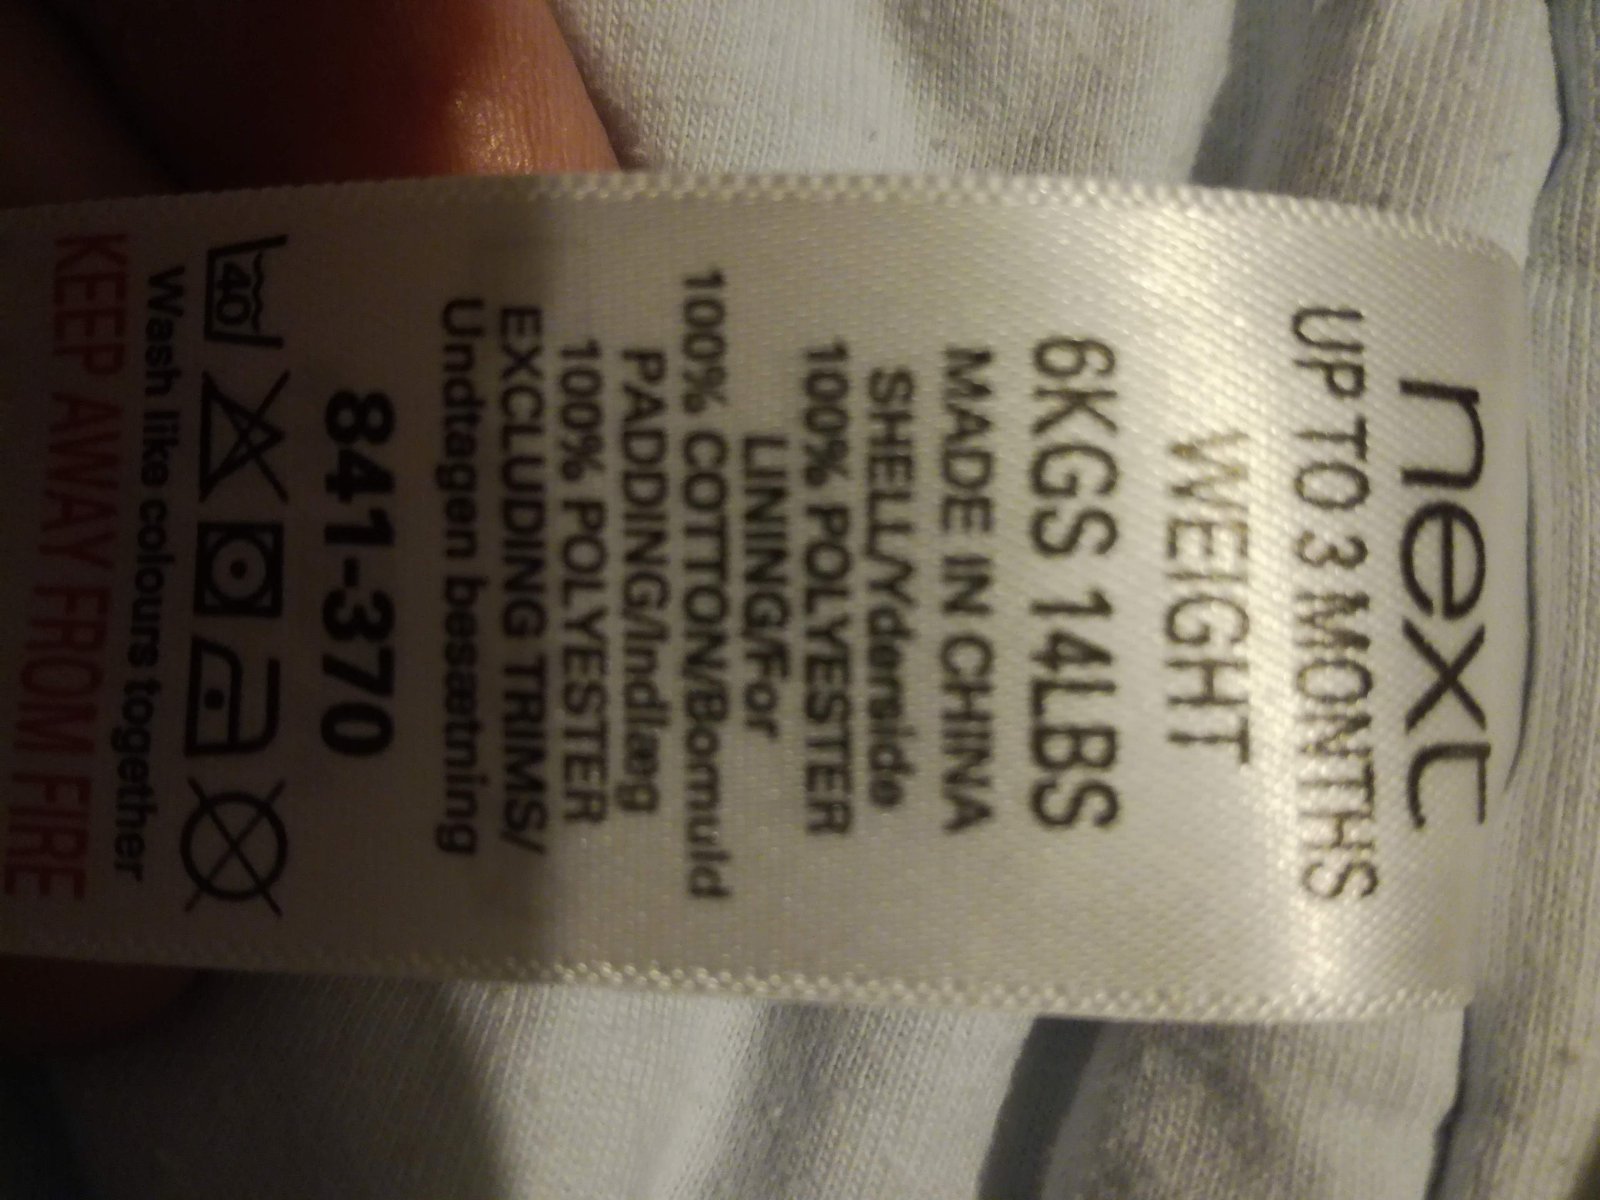 next
UP TO 3 MONTHS
WEIGHT
6KGS 14LBS
MADE IN CHINA
SHELL/Yderside
100% POLYESTER
LINING/For
100% COTTON/Bomuld
PADDING/Indlæg
100% POLYESTER
EXCLUDING TRIMS/
Undtagen besætning
841-370
40
Wash like colours together
KEEP AWAY FROM FIRE